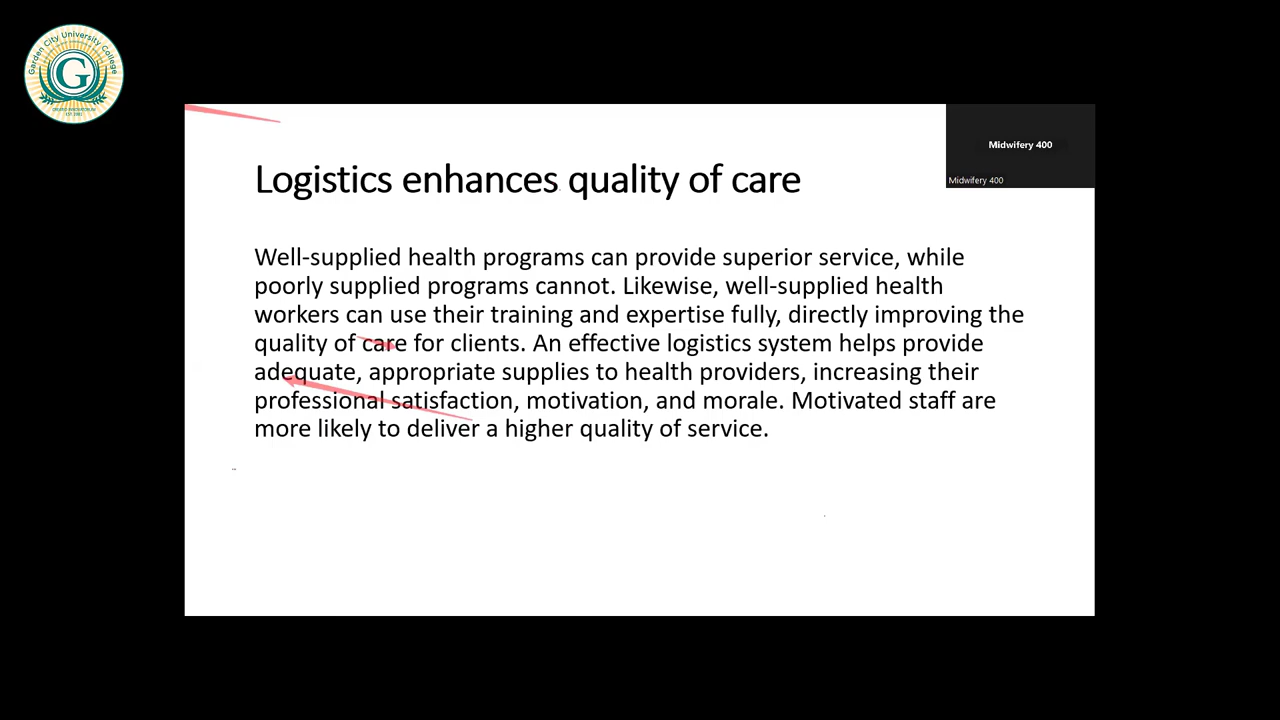 Garden City University College
G
Midwifery 400
Midwifery 400
Logistics enhances quality of care
Well-supplied health programs can provide superior service, while
poorly supplied programs cannot. Likewise, well-supplied health
workers can use their training and expertise fully, directly improving the
quality of care for clients. An effective logistics system helps provide
adequate, appropriate supplies to health providers, increasing their
professional satisfaction, motivation, and morale. Motivated staff are
more likely to deliver a higher quality of service.